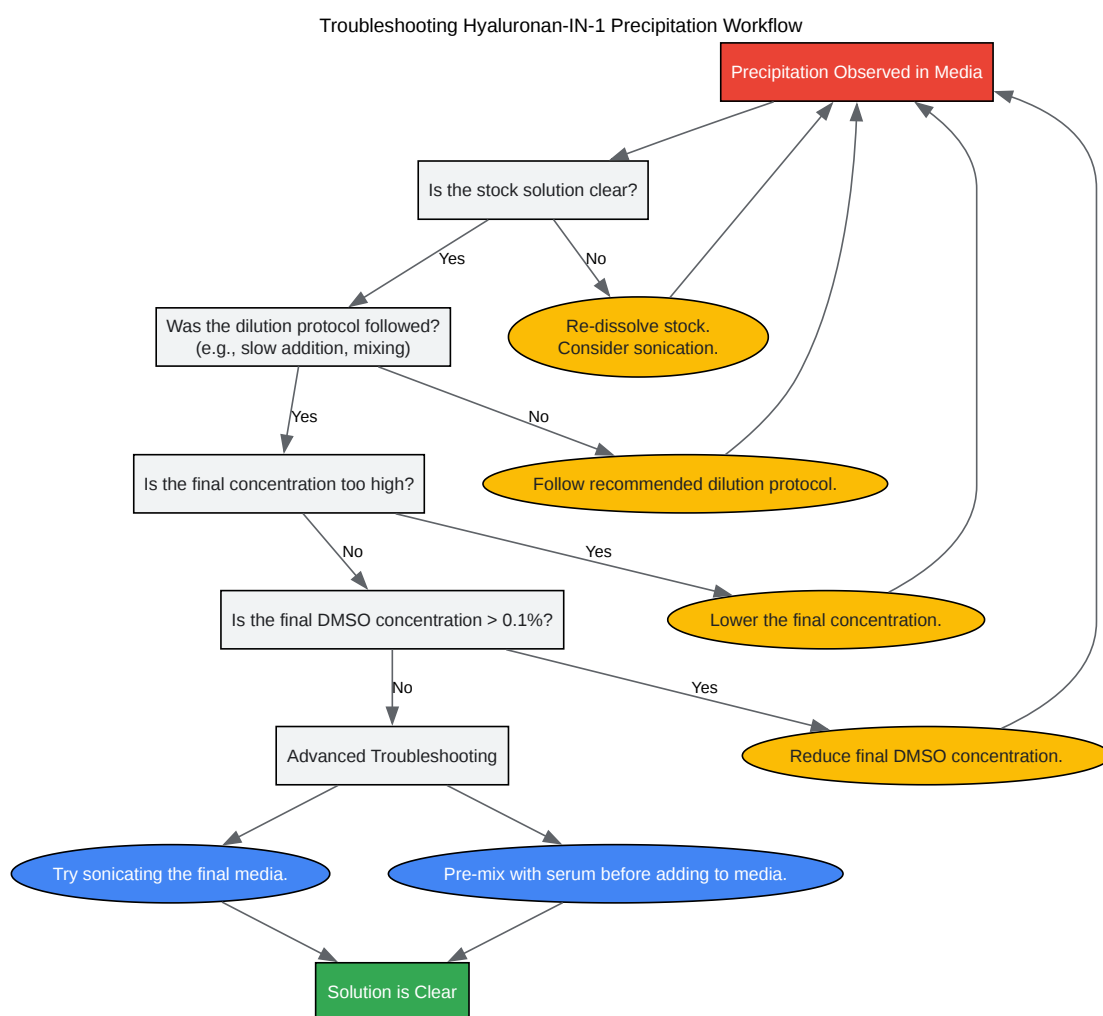 Troubleshooting Hyaluronan-IN-1 Precipitation Workflow
Precipitation Observed in Media
Is the stock solution clear?
Yes
No
Was the dilution protocol followed?
(e.g., slow addition, mixing)
Re-dissolve stock.
Consider sonication.
Yes
No
Is the final concentration too high?
Follow recommended dilution protocol.
No
Yes
Is the final DMSO concentration > 0.1%?
Lower the final concentration.
No
Yes
Advanced Troubleshooting
Reduce final DMSO concentration.
Try sonicating the final media.
Pre-mix with serum before adding to media.
Solution is Clear